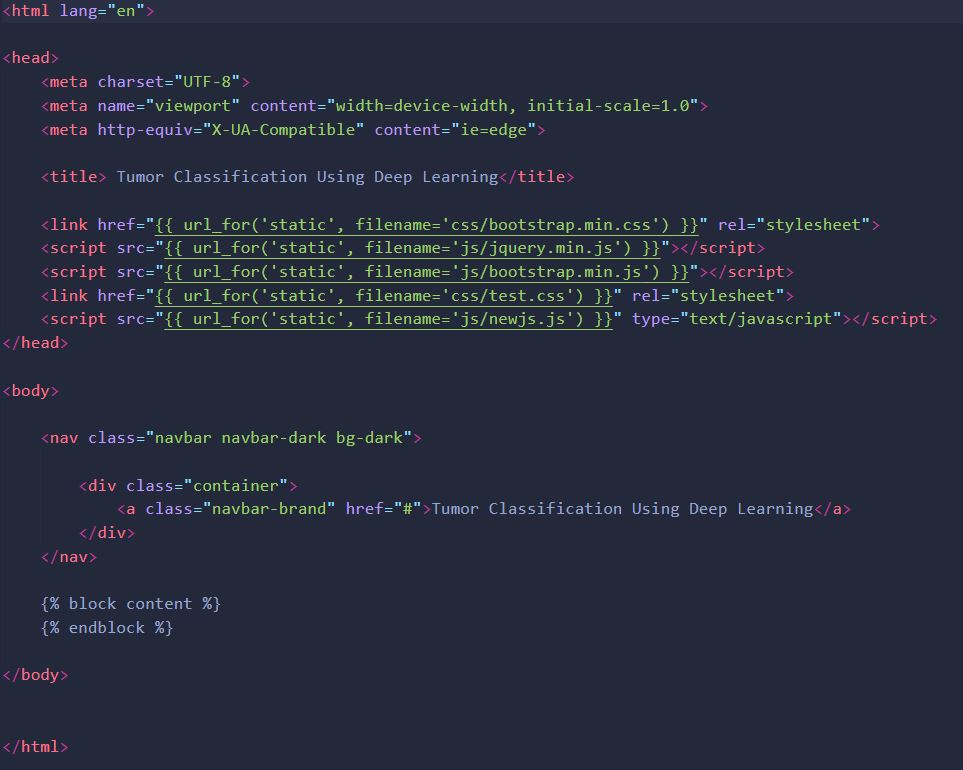 <html lang="en">
<head>
<meta charset="UTF-8">
<meta name="viewport" content="width=device-width, initial-scale=1.0">
<meta http-equiv="X-UA-Compatible" content="ie=edge">
<title> Tumor Classification Using Deep Learning</title>
<link href="{{ url_for('static', filename='css/bootstrap.min.css') }}" rel="stylesheet">
<script src="{{ url_for('static', filename='js/jquery.min.js') }}"></script>
<script src="{{ url_for('static', filename='js/bootstrap.min.js') }}"></script>
<link href="{{ url_for('static', filename='css/test.css') }}" rel="stylesheet">
<script src="{{ url_for('static', filename='js/newjs.js') }}" type="text/javascript"></script>
</head>
<body>
<nav class="navbar navbar-dark bg-dark">
<div class="container">
<a class="navbar-brand" href="#">Tumor Classification Using Deep Learning</a>
</div>
</nav>
{% block content %}
{% endblock %}
</body>
</html>